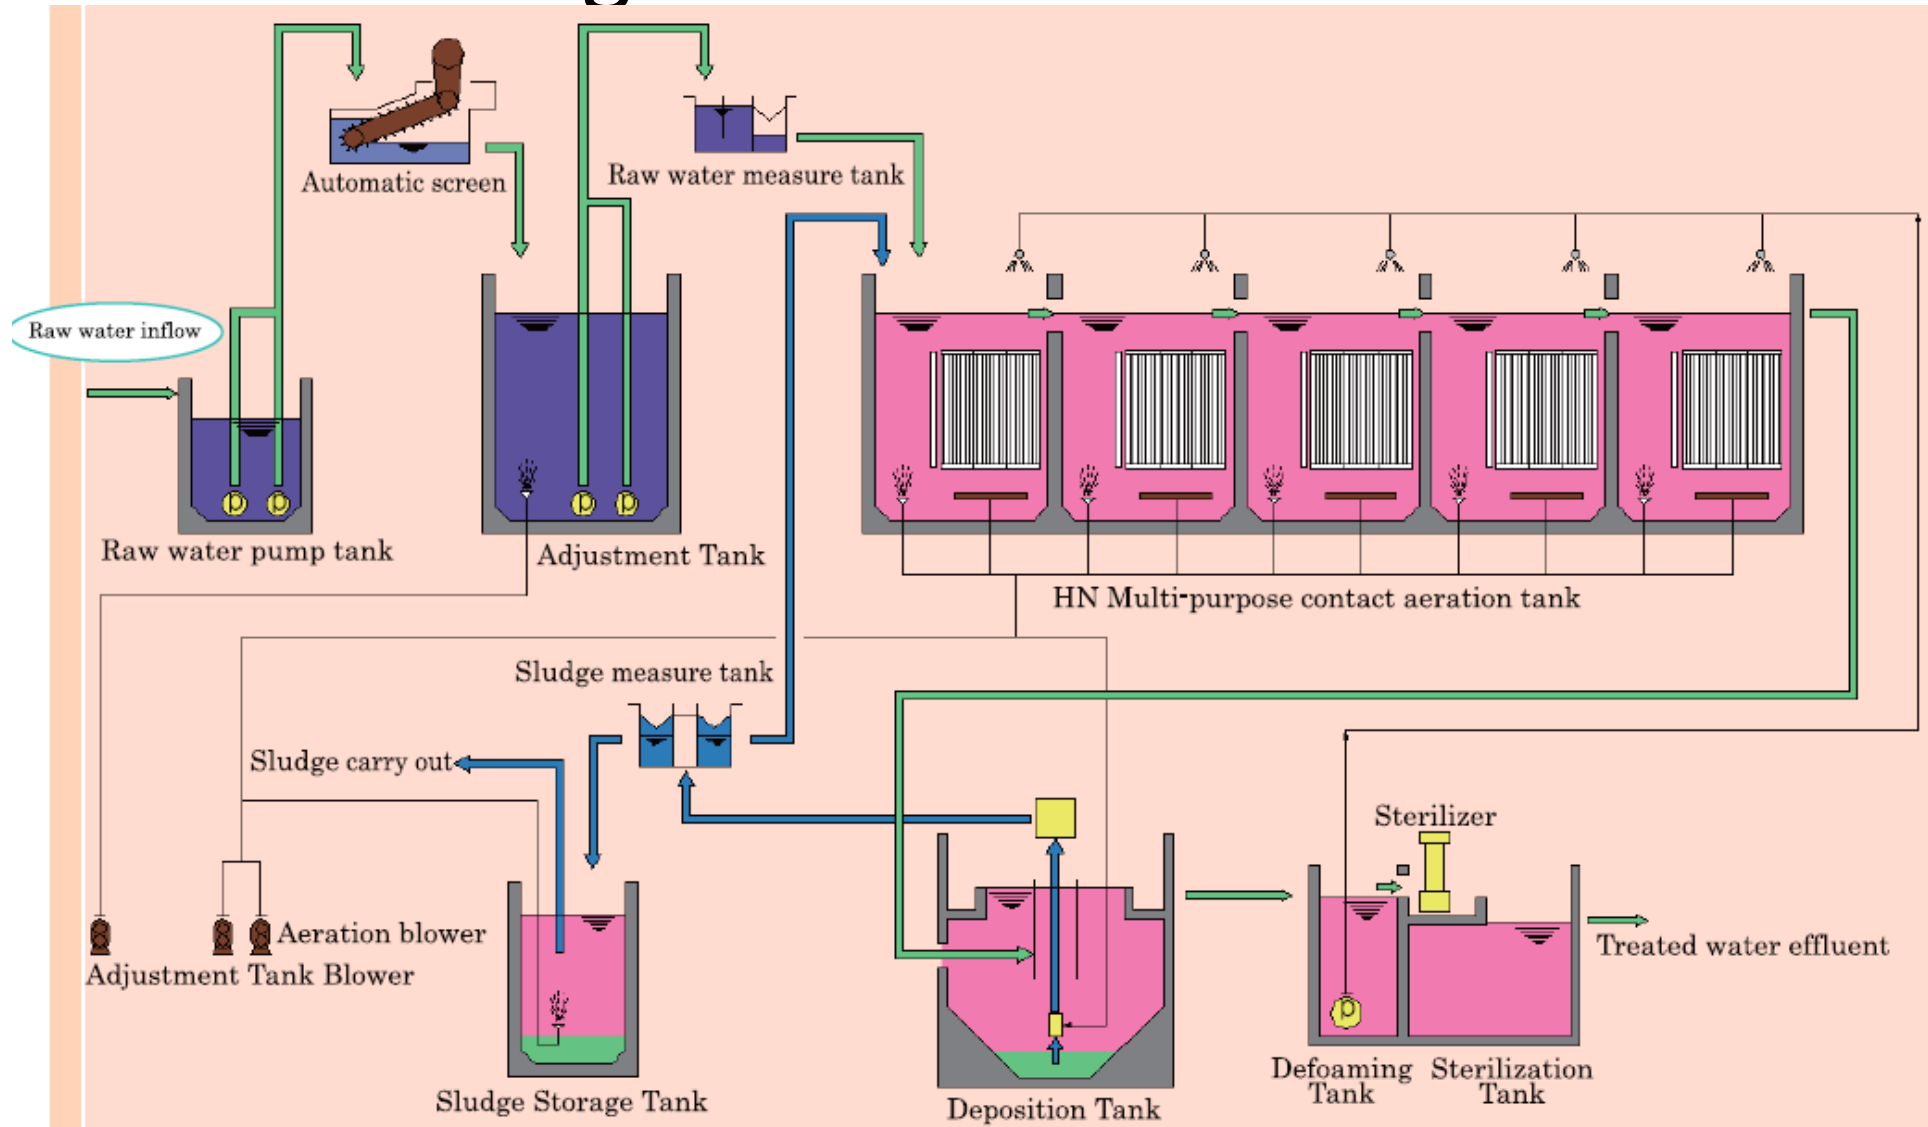 Automatic screen
Raw water measure tank
Raw water inflow
Raw water pump tank
Adjustment Tank
HN Multi-purpose contact aeration tank
Sludge measure tank
Sludge carry out
Sterilizer
Aeration blower
Adjustment Tank Blower
Treated water effluent
Sludge Storage Tank
Deposition Tank
Defoaming
Tank
Sterilization
Tank
p
p
p
p
p